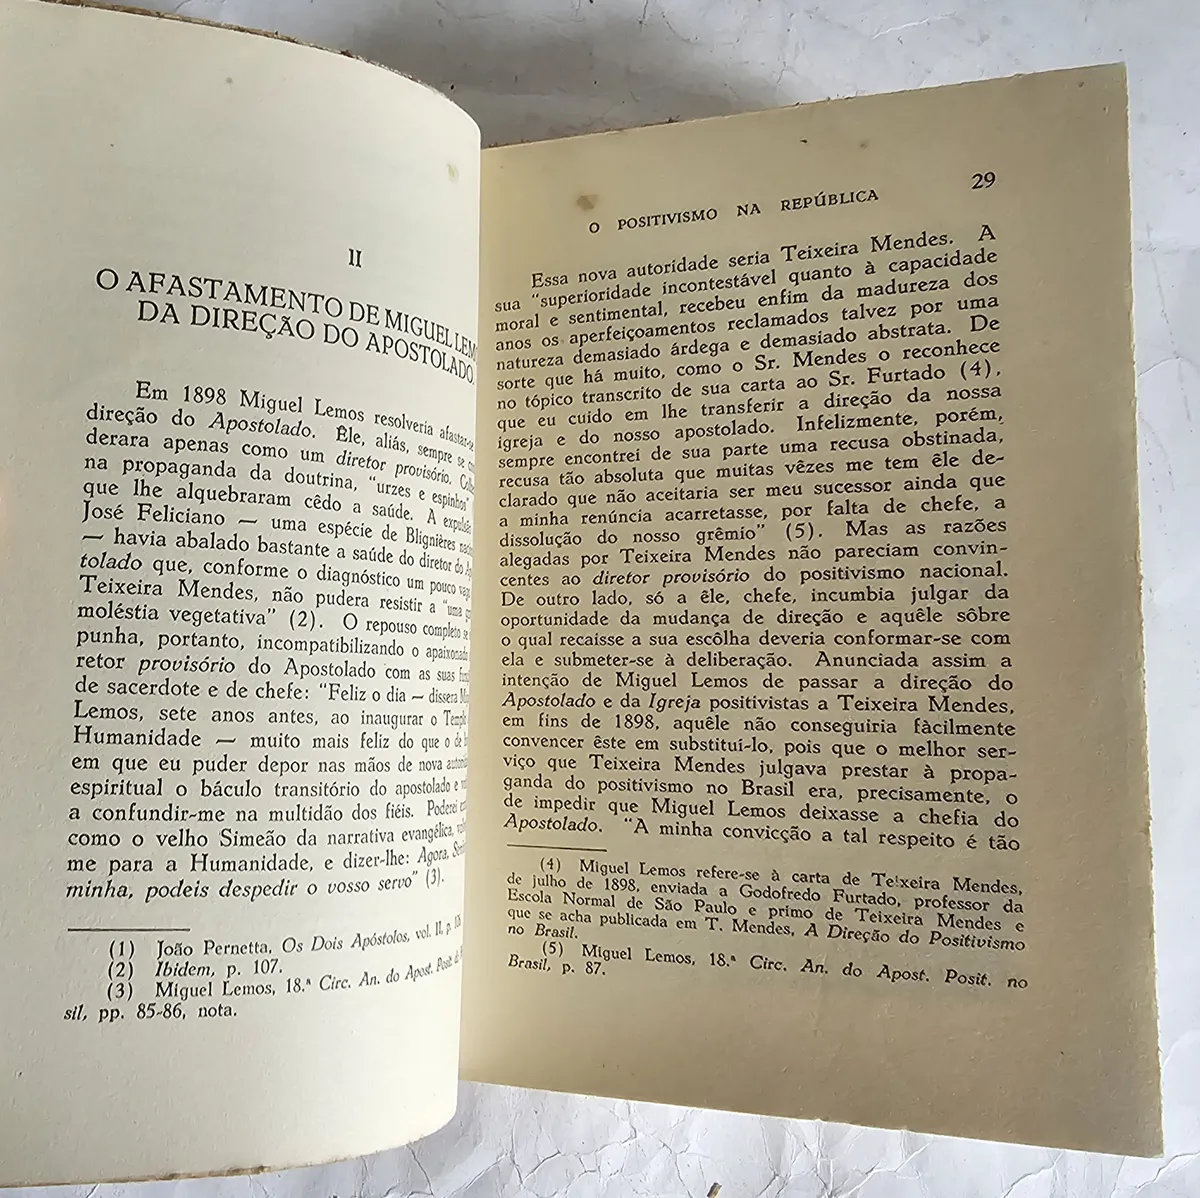 II
O AFASTAMENTO DE MIGUEL
DA DIREÇÃO DO APOSTOLADO.
Em 1898 Miguel Lemos resolveria afastar-se
direção do Apostolado. Êle, aliás, sempre se
derara apenas como um diretor provisório.
na propaganda da doutrina, "urzes e espinhos"
que lhe alquebraram cêdo a saúde. A
José Feliciano — uma espécie de Blignières
— havia abalado bastante a saúde do diretor do
tolado que, conforme o diagnóstico um pouco
Teixeira Mendes, não pudera resistir a "uma
moléstia vegetativa" (2). O repouso completo se
punha, portanto, incompatibilizando o apaixonado
retor provisório do Apostolado com as suas
de sacerdote e de chefe: "Feliz o dia — dissera
Lemos, sete anos antes, ao inaugurar o Templo
Humanidade — muito mais feliz do que o de
em que eu puder depor nas mãos de nova
espiritual o báculo transitório do apostolado e
a confundir-me na multidão dos fiéis. Poderei
como o velho Simeão da narrativa evangélica,
me para a Humanidade, e dizer-lhe: Agora,
minha, podeis despedir o vosso servo" (3).
(1) João Pernetta, Os Dois Apóstolos, vol. II, p.
(2) Ibidem, p. 107.
(3) Miguel Lemos, 18.ª Circ. An. do Apost. Posit.
sil, pp. 85-86, nota.
O POSITIVISMO NA REPÚBLICA 29
Essa nova autoridade seria Teixeira Mendes. A
sua "superioridade incontestável quanto à capacidade
moral e sentimental, recebeu enfim da madureza dos
anos os aperfeiçoamentos reclamados talvez por uma
natureza demasiado árdega e demasiado abstrata. De
sorte que há muito, como o Sr. Mendes o reconhece
no tópico transcrito de sua carta ao Sr. Furtado (4),
que eu cuido em lhe transferir a direção da nossa
igreja e do nosso apostolado. Infelizmente, porém,
sempre encontrei de sua parte uma recusa obstinada,
recusa tão absoluta que muitas vêzes me tem êle de-
clarado que não aceitaria ser meu sucessor ainda que
a minha renúncia acarretasse, por falta de chefe, a
dissolução do nosso grêmio" (5). Mas as razões
alegadas por Teixeira Mendes não pareciam convin-
centes ao diretor provisório do positivismo nacional.
De outro lado, só a êle, chefe, incumbia julgar da
oportunidade da mudança de direção e aquêle sôbre
o qual recaisse a sua escôlha deveria conformar-se com
ela e submeter-se à deliberação. Anunciada assim a
intenção de Miguel Lemos de passar a direção do
Apostolado e da Igreja positivistas a Teixeira Mendes,
em fins de 1898, aquêle não conseguiria fàcilmente
convencer êste em substituí-lo, pois que o melhor ser-
viço que Teixeira Mendes julgava prestar à propa-
ganda do positivismo no Brasil era, precisamente, o
de impedir que Miguel Lemos deixasse a chefia do
Apostolado. "A minha convicção a tal respeito é tão
(4) Miguel Lemos refere-se à carta de Teixeira Mendes,
de julho de 1898, enviada a Godofredo Furtado, professor da
Escola Normal de São Paulo e primo de Teixeira Mendes e
que se acha publicada em T. Mendes, A Direção do Positivismo
no Brasil.
(5) Miguel Lemos, 18.ª Circ. An. do Apost. Posit. no
Brasil, p. 87.